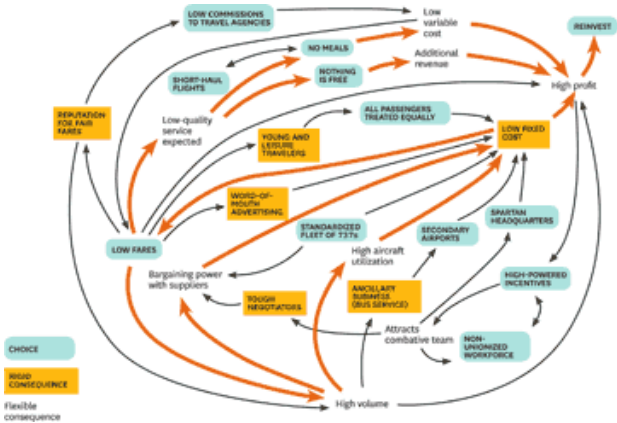 LOW COMMISSIONS
TO TRAVEL AGENCIES
Low
variable
cost
REINVEST
NO MEALS
Additional
revenue
SHORT-HAUL
FLIGHTS
NOTHING
IS FREE
High profit
REPUTATION
FOR FAIR
FARES
Low-quality
service
expected
ALL PASSENGERS
TREATED EQUALLY
YOUNG AND
LEISURE
TRAVELERS
LOW FIXED
COST
WORD-OF-
MOUTH
ADVERTISING
STANDARDIZED
FLEET OF 737s
SECONDARY
AIRPORTS
SPARTAN
HEADQUARTERS
LOW FARES
High aircraft
utilization
Bargaining power
with suppliers
HIGH-POWERED
INCENTIVES
TOUGH
NEGOTIATORS
ANCILLARY
BUSINESS
(BUS SERVICE)
Attracts
combative team
NON-
UNIONIZED
WORKFORCE
CHOICE
RIGID
CONSEQUENCE
Flexible
consequence
High volume